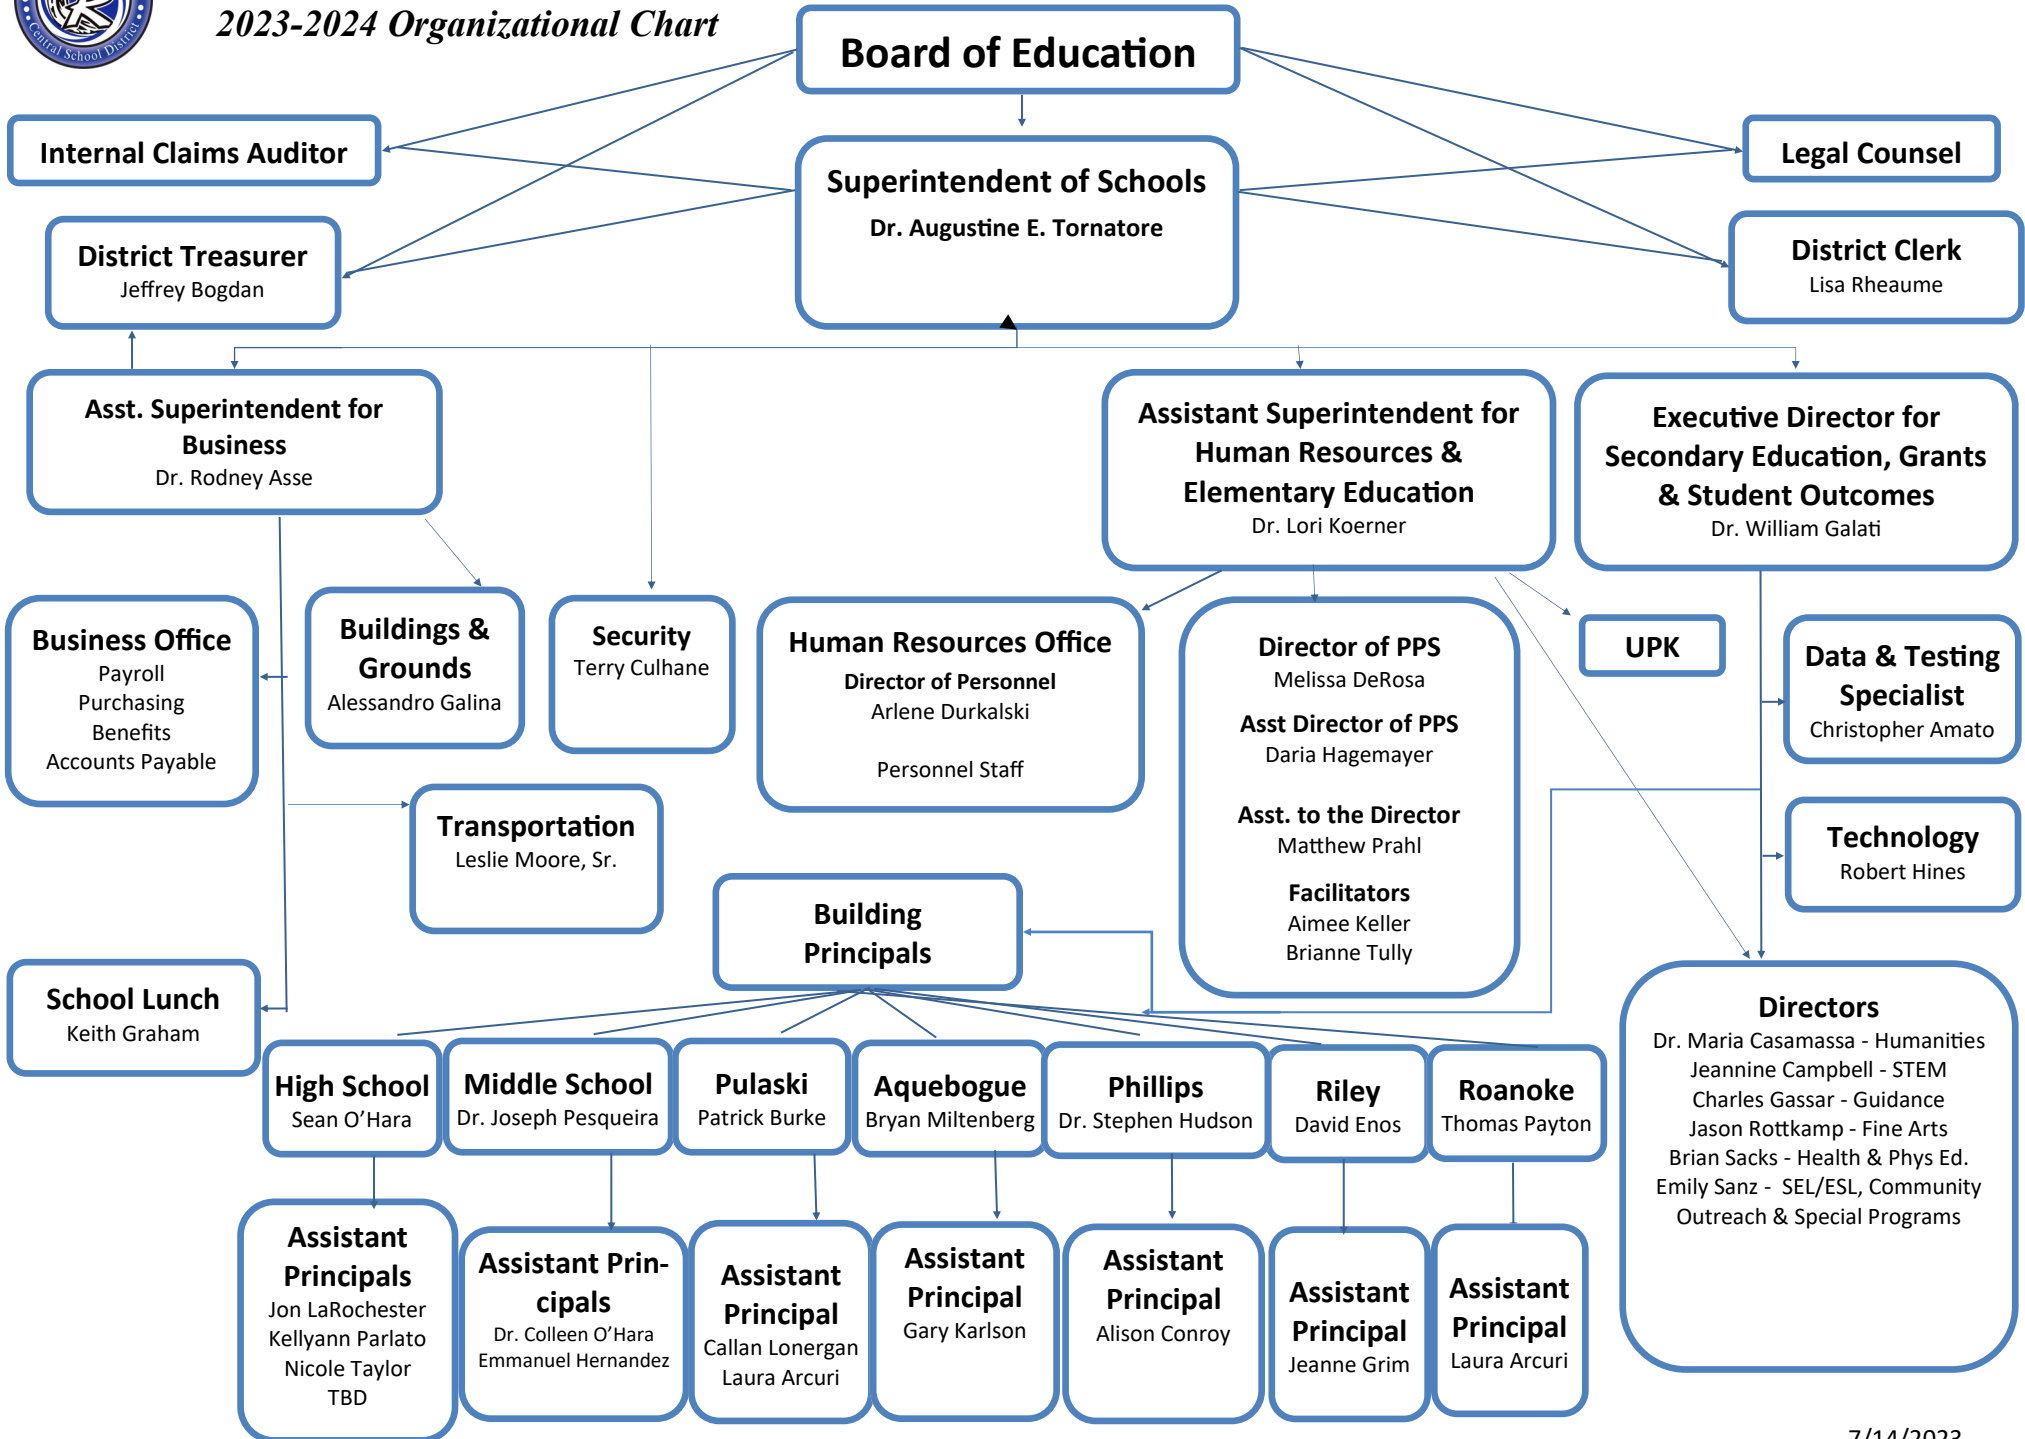 Central School District
2023-2024 Organizational Chart
Board of Education
Internal Claims Auditor
Legal Counsel
Superintendent of Schools
Dr. Augustine E. Tornatore
District Treasurer
Jeffrey Bogdan
District Clerk
Lisa Rheaume
Asst. Superintendent for
Business
Dr. Rodney Asse
Assistant Superintendent for
Human Resources &
Elementary Education
Dr. Lori Koerner
Executive Director for
Secondary Education, Grants
& Student Outcomes
Dr. William Galati
Business Office
Payroll
Purchasing
Benefits
Accounts Payable
Buildings &
Grounds
Alessandro Galina
Security
Terry Culhane
Human Resources Office
Director of Personnel
Arlene Durkalski
Personnel Staff
Director of PPS
Melissa DeRosa
Asst Director of PPS
Daria Hagemayer
Asst. to the Director
Matthew Prahl
Facilitators
Aimee Keller
Brianne Tully
UPK
Data & Testing
Specialist
Christopher Amato
Transportation
Leslie Moore, Sr.
Technology
Robert Hines
Building
Principals
School Lunch
Keith Graham
Directors
Dr. Maria Casamassa - Humanities
Jeannine Campbell - STEM
Charles Gassar - Guidance
Jason Rottkamp - Fine Arts
Brian Sacks - Health & Phys Ed.
Emily Sanz -  SEL/ESL, Community
Outreach & Special Programs
High School
Sean O'Hara
Middle School
Dr. Joseph Pesqueira
Pulaski
Patrick Burke
Aquebogue
Bryan Miltenberg
Phillips
Dr. Stephen Hudson
Riley
David Enos
Roanoke
Thomas Payton
Assistant
Principals
Jon LaRochester
Kellyann Parlato
Nicole Taylor
TBD
Assistant Prin-
cipals
Dr. Colleen O'Hara
Emmanuel Hernandez
Assistant
Principal
Callan Lonergan
Laura Arcuri
Assistant
Principal
Gary Karlson
Assistant
Principal
Alison Conroy
Assistant
Principal
Jeanne Grim
Assistant
Principal
Laura Arcuri
7/14/2023